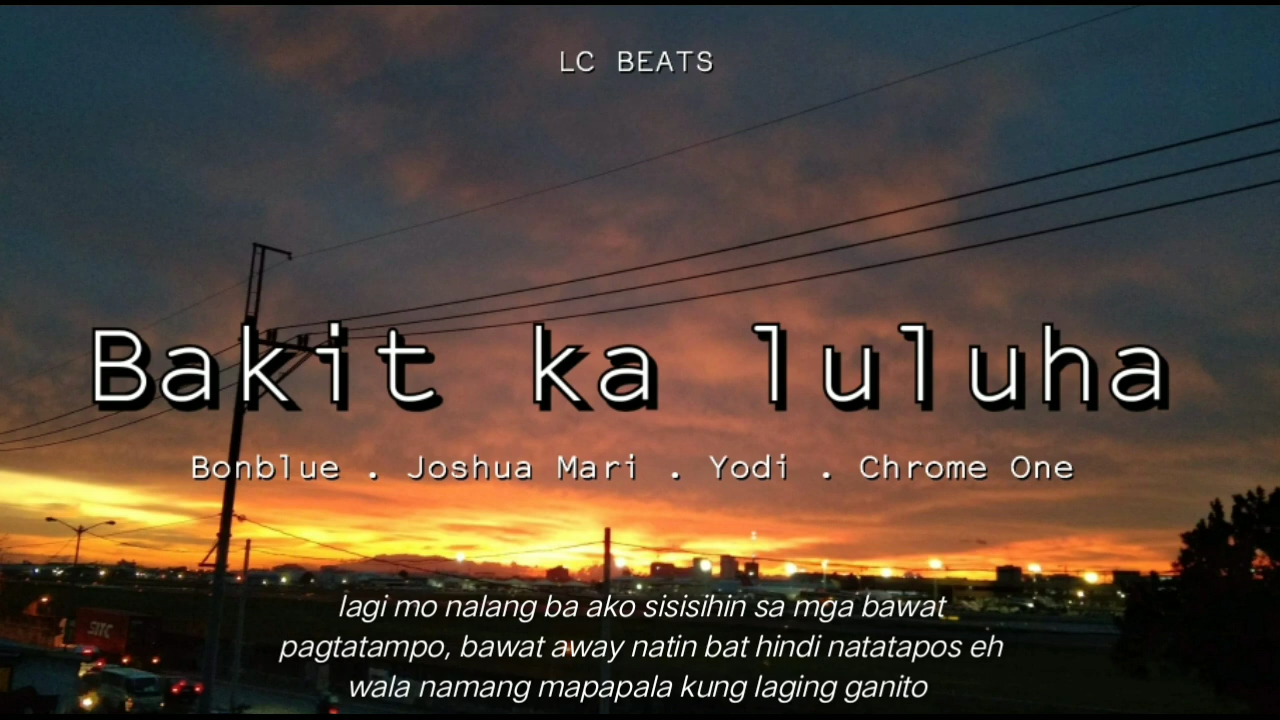 LC BEATS
Bakit ka luluha
Bonblue . Joshua Mari . Yodi . Chrome One
SITC
lagi mo nalang ba ako sisisihin sa mga bawat
pagtatampo, bawat away natin bat hindi natatapos eh
wala namang mapapala kung laging ganito